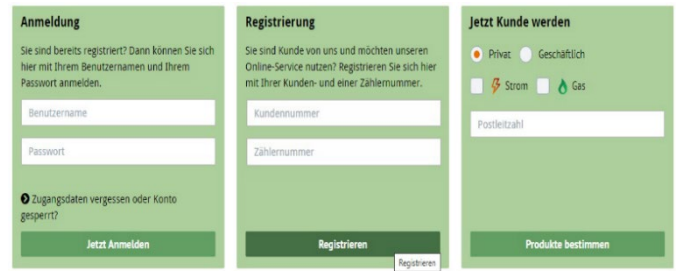 Anmeldung
Sie sind bereits registriert? Dann können Sie sich
hier mit Ihrem Benutzernamen und Ihrem
Passwort anmelden.
Benutzername
Passwort
Zugangsdaten vergessen oder Konto
gesperrt?
Jetzt Anmelden
Registrierung
Sie sind Kunde von uns und möchten unseren
Online-Service nutzen? Registrieren Sie sich hier
mit Ihrer Kunden- und einer Zählernummer.
Kundennummer
Zählernummer
Registrieren
Registrieren
Jetzt Kunde werden
Privat Geschäftlich
Strom Gas
Postleitzahl
Produkte bestimmen